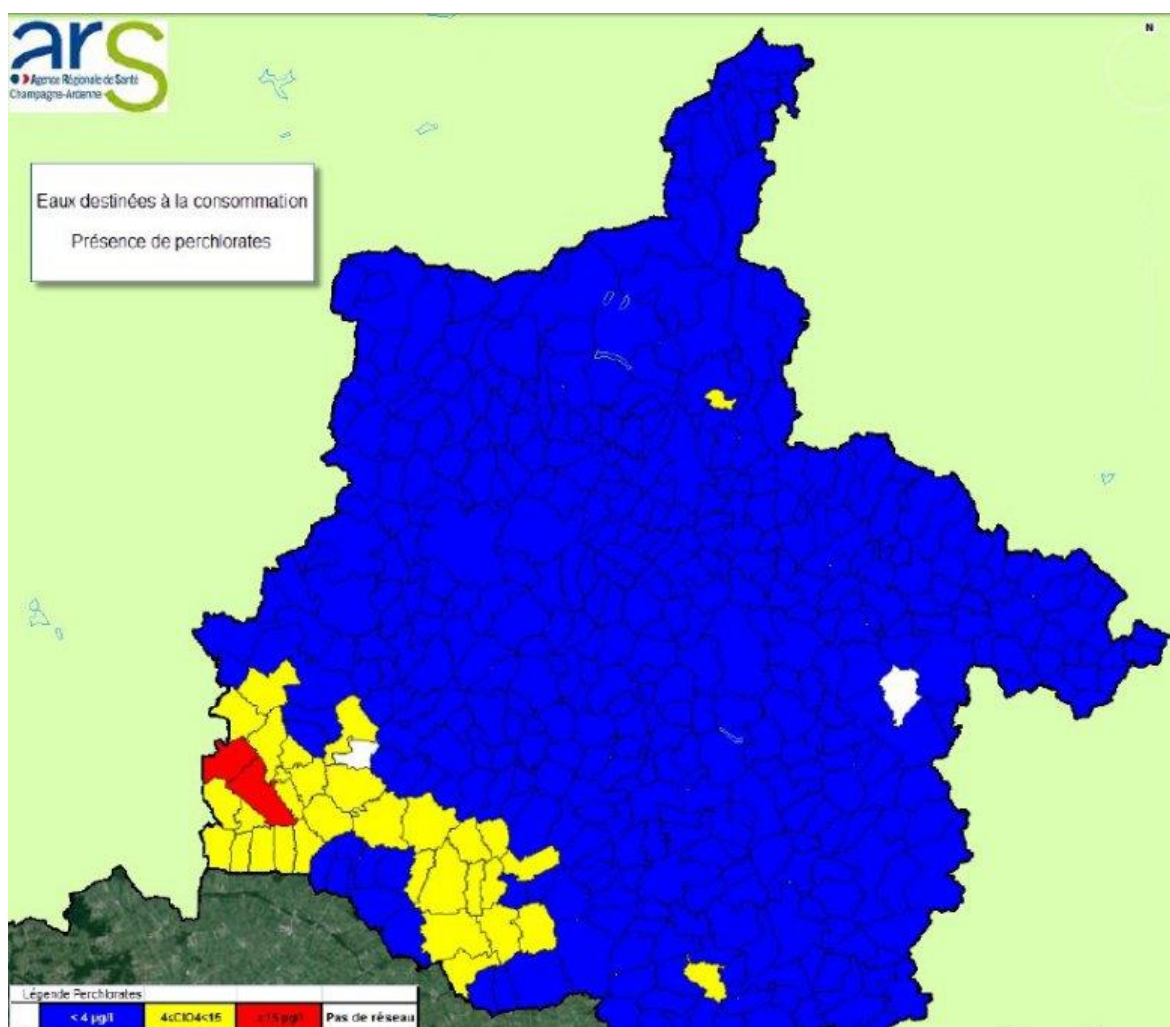 ars
Agence Régionale de Santé
Champagne-Ardenne
N
Eaux destinées à la consommation
Présence de perchlorates
Légende Perchlorates
< 4 µg/l 4≤ClO4<15 ≥15 µg/l Pas de réseau